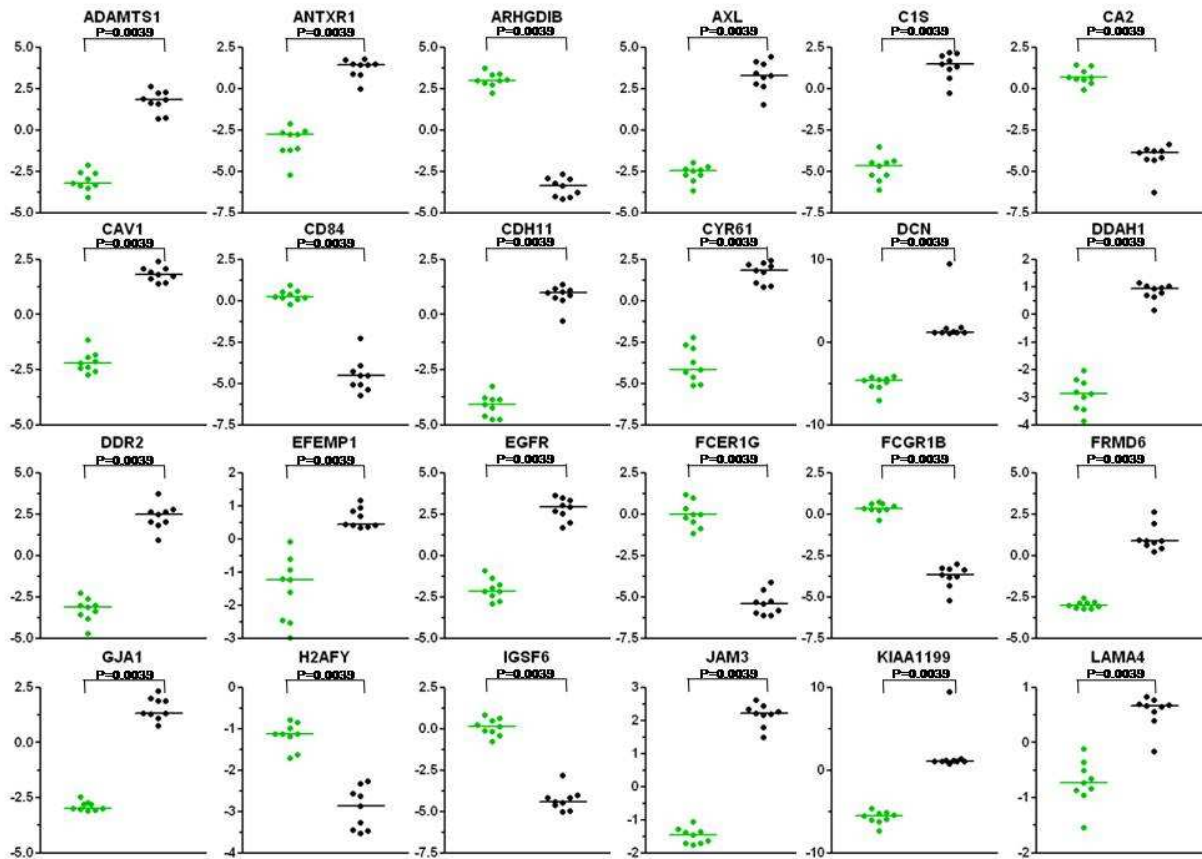 ADAMTS1
P=0.0039
5.0
2.5
0.0
-2.5
-5.0
ANTXR1
P=0.0039
2.5
0.0
-2.5
-5.0
-7.5
ARHGDIB
P=0.0039
5.0
2.5
0.0
-2.5
-5.0
AXL
P=0.0039
5.0
2.5
0.0
-2.5
-5.0
C1S
P=0.0039
2.5
0.0
-2.5
-5.0
-7.5
CA2
P=0.0039
2.5
0.0
-2.5
-5.0
-7.5
CAV1
P=0.0039
2.5
0.0
-2.5
-5.0
CD84
P=0.0039
2.5
0.0
-2.5
-5.0
-7.5
CDH11
P=0.0039
2.5
0.0
-2.5
-5.0
CYR61
P=0.0039
2.5
0.0
-2.5
-5.0
-7.5
DCN
P=0.0039
10
0
-10
DDAH1
P=0.0039
2
1
0
-1
-2
-3
-4
DDR2
P=0.0039
5.0
2.5
0.0
-2.5
-5.0
EFEMP1
P=0.0039
2
1
0
-1
-2
-3
EGFR
P=0.0039
5.0
2.5
0.0
-2.5
-5.0
FCER1G
P=0.0039
2.5
0.0
-2.5
-5.0
-7.5
FCGR1B
P=0.0039
2.5
0.0
-2.5
-5.0
-7.5
FRMD6
P=0.0039
5.0
2.5
0.0
-2.5
-5.0
GJA1
P=0.0039
2.5
0.0
-2.5
-5.0
H2AFY
P=0.0039
-0
-1
-2
-3
-4
IGSF6
P=0.0039
2.5
0.0
-2.5
-5.0
-7.5
JAM3
P=0.0039
3
2
1
0
-1
-2
KIAA1199
P=0.0039
10
0
-10
LAMA4
P=0.0039
1
0
-1
-2